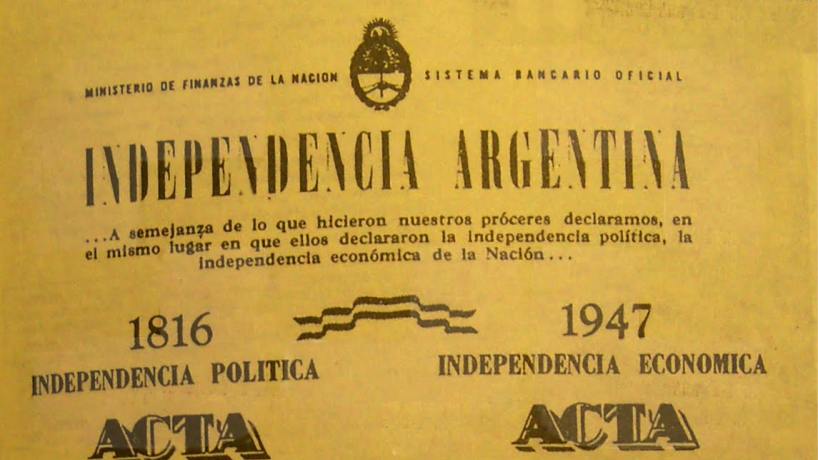 MINISTERIO DE FINANZAS DE LA NACION SISTEMA BANCARIO OFICIAL
INDEPENDENCIA ARGENTINA
...A semejanza de lo que hicieron nuestros próceres declaramos, en
el mismo lugar en que ellos declararon la independencia política, la
independencia económica de la Nación...
1816
INDEPENDENCIA POLITICA
ACTA
1947
INDEPENDENCIA ECONOMICA
ACTA